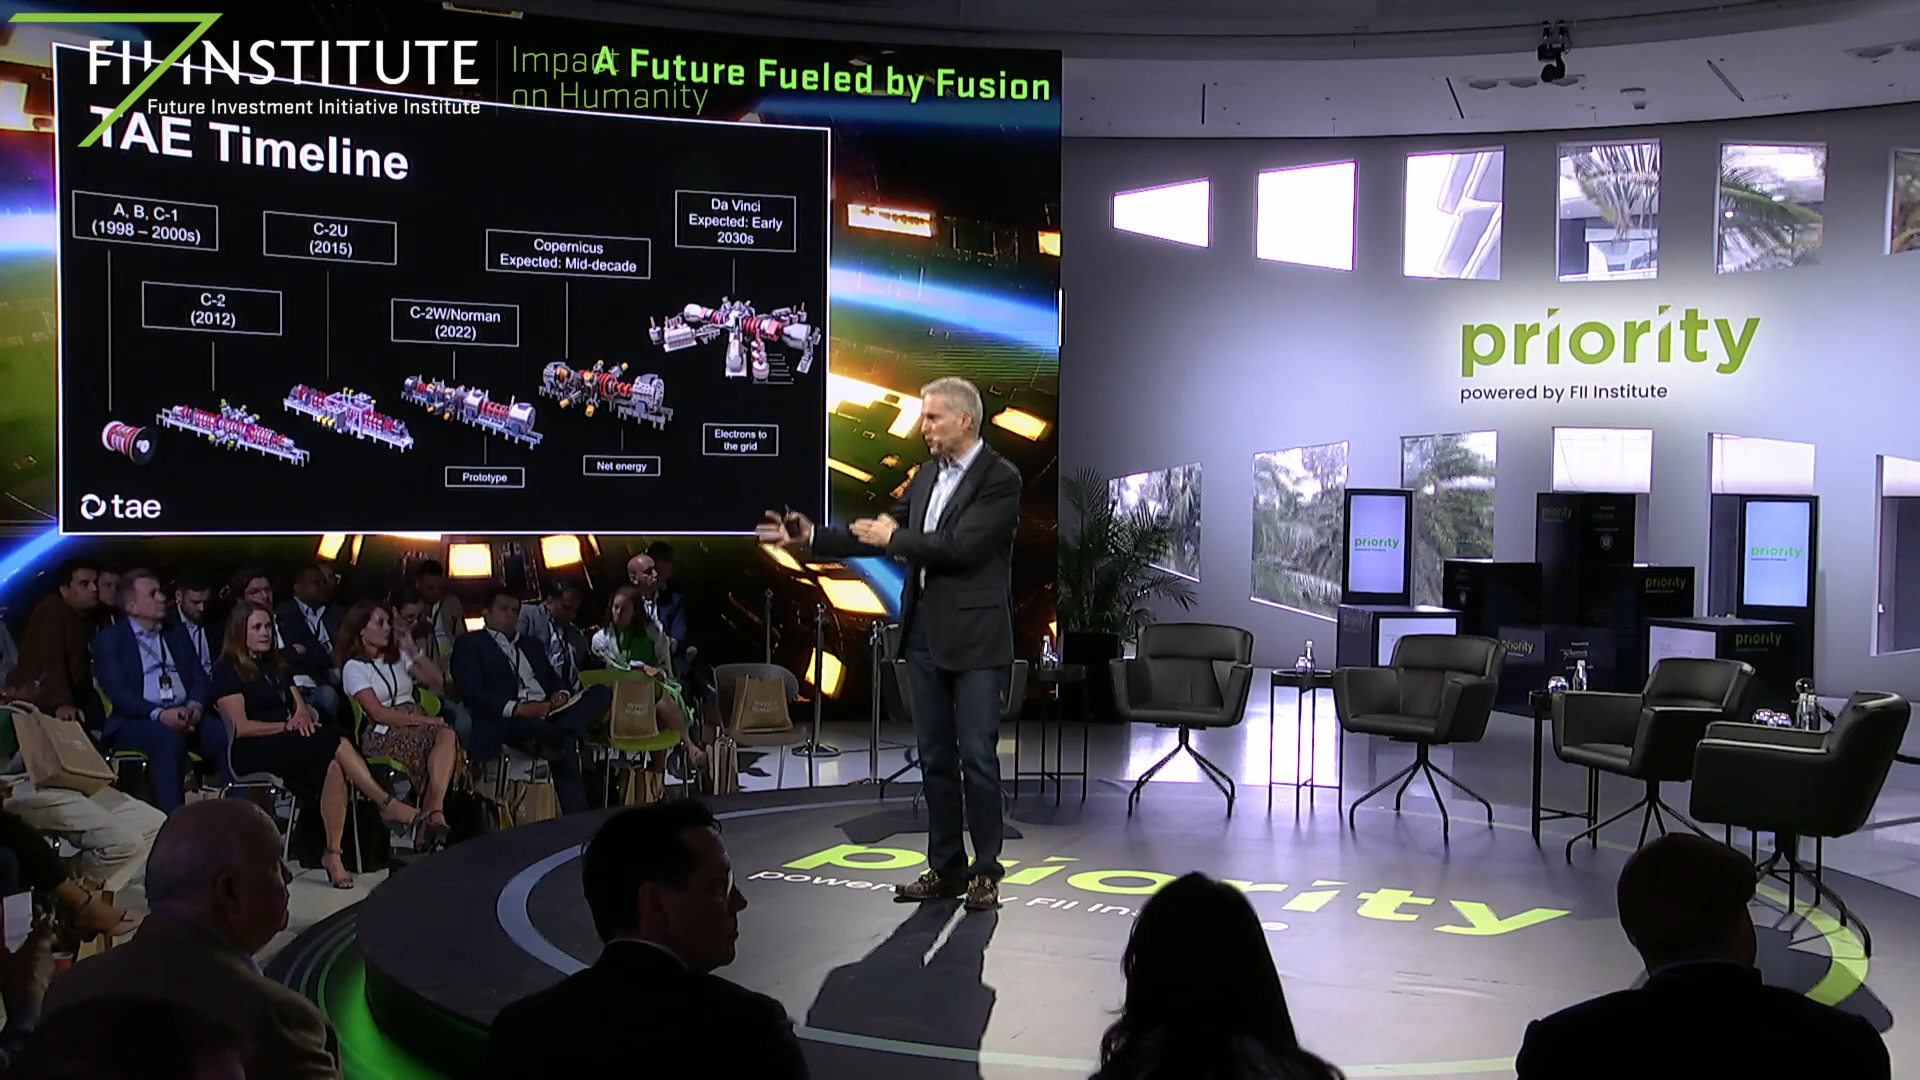 FII INSTITUTE
Future Investment Initiative Institute
Impact
on Humanity
A Future Fueled by Fusion
TAE Timeline
A, B, C-1
(1998 – 2000s)
C-2
(2012)
C-2U
(2015)
C-2W/Norman
(2022)
Copernicus
Expected: Mid-decade
Da Vinci
Expected: Early
2030s
Prototype
Net energy
Electrons to
the grid
tae
priority
powered by FII Institute
priority
priority
priority
priority
priority
priority
priority